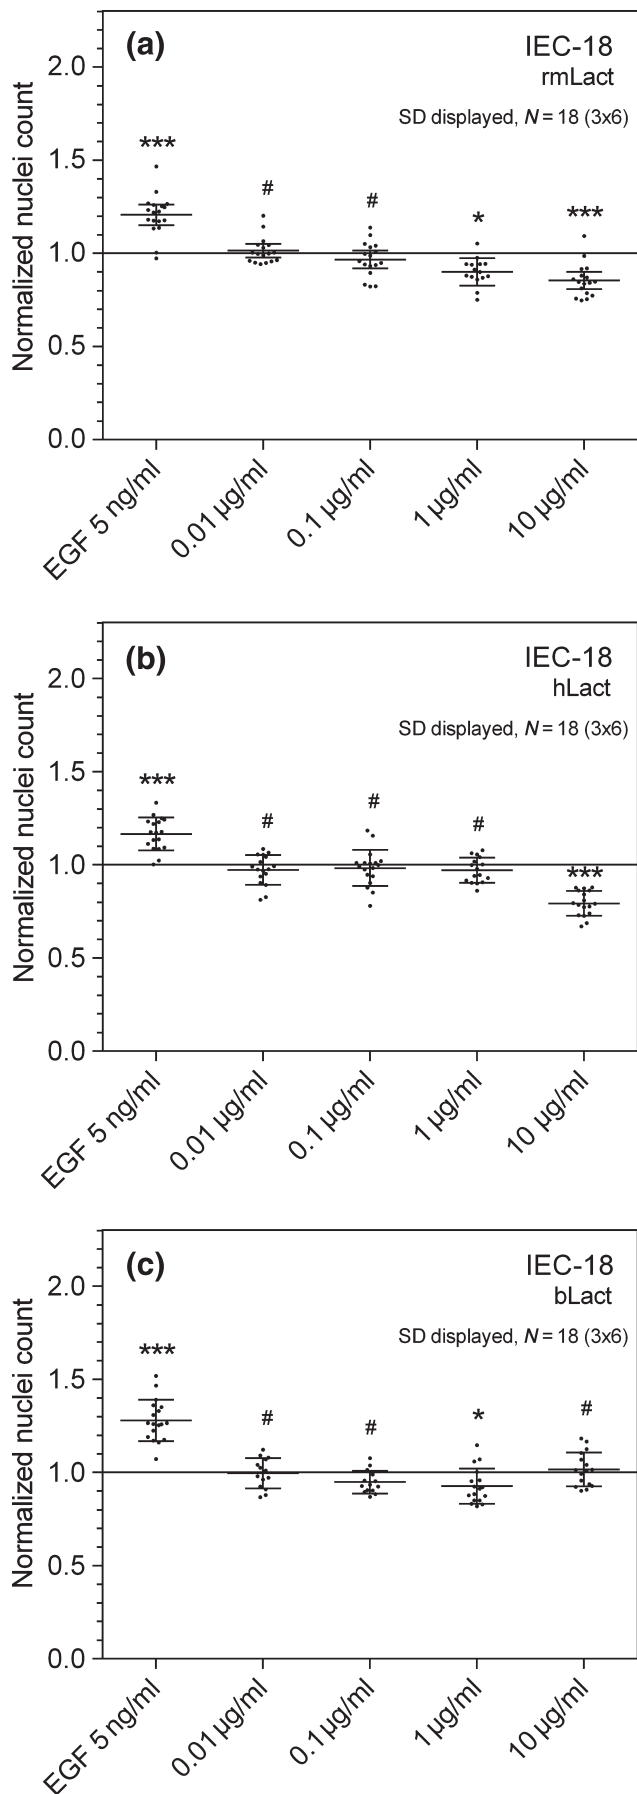 (a)
IEC-18
rmLact
SD displayed, N = 18 (3x6)
Normalized nuclei count
2.0
1.5
1.0
0.5
0.0
***
#
#
*
***
EGF 5 ng/ml
0.01 µg/ml
0.1 µg/ml
1 µg/ml
10 µg/ml
(b)
IEC-18
hLact
SD displayed, N = 18 (3x6)
Normalized nuclei count
2.0
1.5
1.0
0.5
0.0
***
#
#
#
***
EGF 5 ng/ml
0.01 µg/ml
0.1 µg/ml
1 µg/ml
10 µg/ml
(c)
IEC-18
bLact
SD displayed, N = 18 (3x6)
Normalized nuclei count
2.0
1.5
1.0
0.5
0.0
***
#
#
*
#
EGF 5 ng/ml
0.01 µg/ml
0.1 µg/ml
1 µg/ml
10 µg/ml